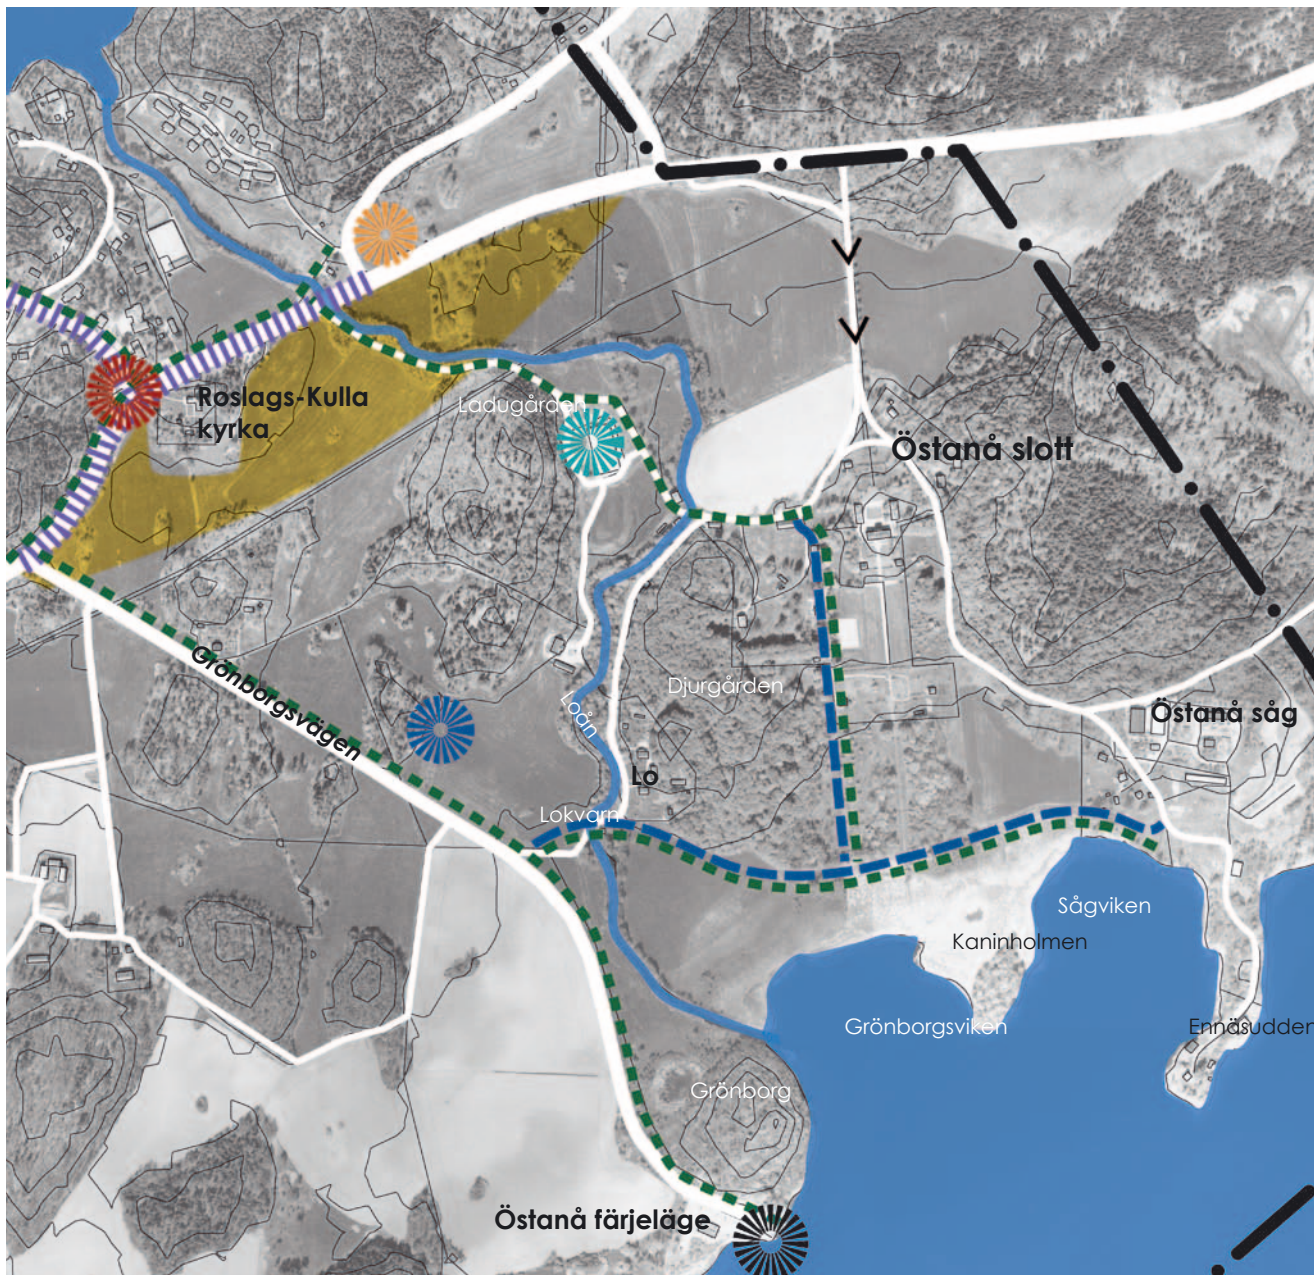 Roslags-Kulla
kyrka
Ladugården
Östanå slott
Grönborgsvägen
Loån
Djurgården
Östanå såg
Lo
Lokvarn
Sågviken
Kaninholmen
Grönborgsviken
Ennäsudden
Grönborg
Östanå färjeläge